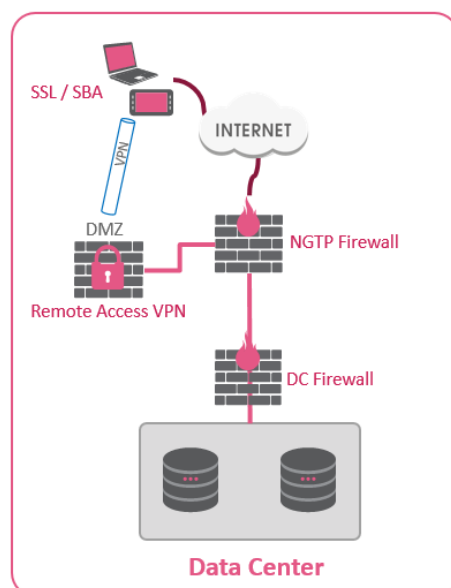 SSL / SBA
INTERNET
VPN
DMZ
NGTP Firewall
Remote Access VPN
DC Firewall
Data Center